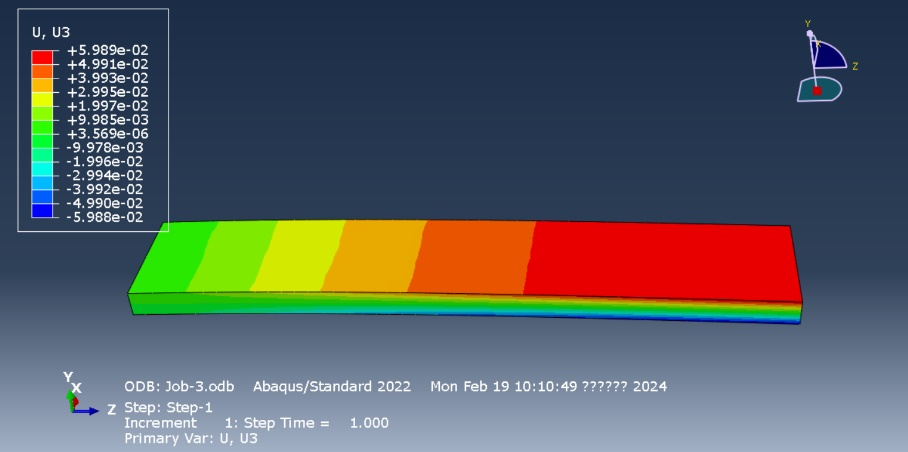 U, U3
+5.989e-02
+4.991e-02
+3.993e-02
+2.995e-02
+1.997e-02
+9.985e-03
+3.569e-06
-9.978e-03
-1.996e-02
-2.994e-02
-3.992e-02
-4.990e-02
-5.988e-02
Y
X
Z
Y
X
Z
ODB: Job-3.odb Abaqus/Standard 2022 Mon Feb 19 10:10:49 ?????? 2024
Step: Step-1
Increment 1: Step Time = 1.000
Primary Var: U, U3